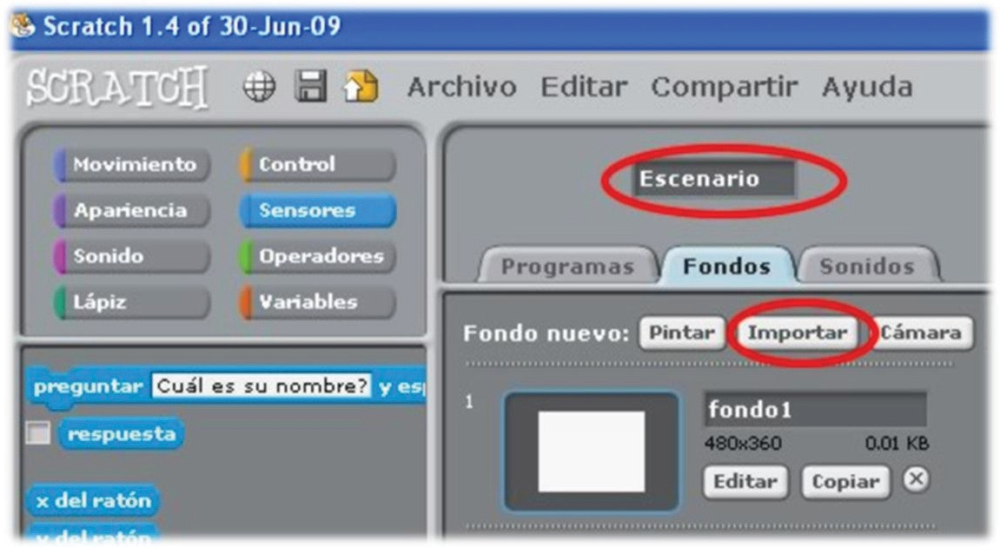 Scratch 1.4 of 30-Jun-09
SCRATCH
Archivo Editar Compartir Ayuda
Movimiento Control
Apariencia Sensores
Sonido Operadores
Lápiz Variables
Escenario
Programas Fondos Sonidos
Fondo nuevo: Pintar Importar Cámara
1
fondo1
480x360 0.01 KB
Editar Copiar
preguntar Cuál es su nombre? y esp
respuesta
x del ratón
y del ratón